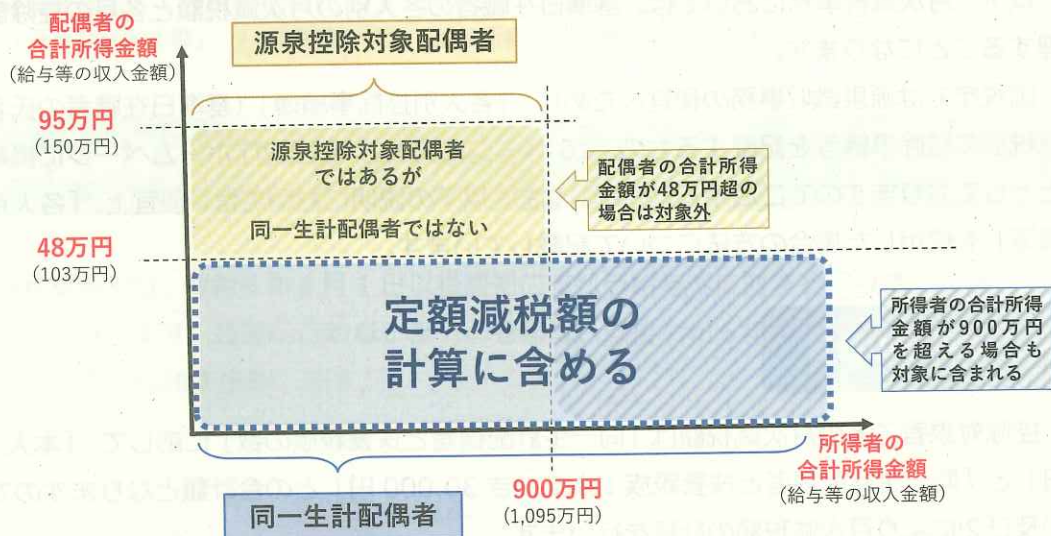 配偶者の
合計所得金額
(給与等の収入金額)
源泉控除対象配偶者
95万円
(150万円)
源泉控除対象配偶者
ではあるが
同一生計配偶者ではない
配偶者の合計所得
金額が48万円超の
場合は対象外
48万円
(103万円)
定額減税額の
計算に含める
所得者の合計所得
金額が900万円
を超える場合も
対象に含まれる
所得者の
合計所得金額
(給与等の収入金額)
900万円
(1,095万円)
同一生計配偶者